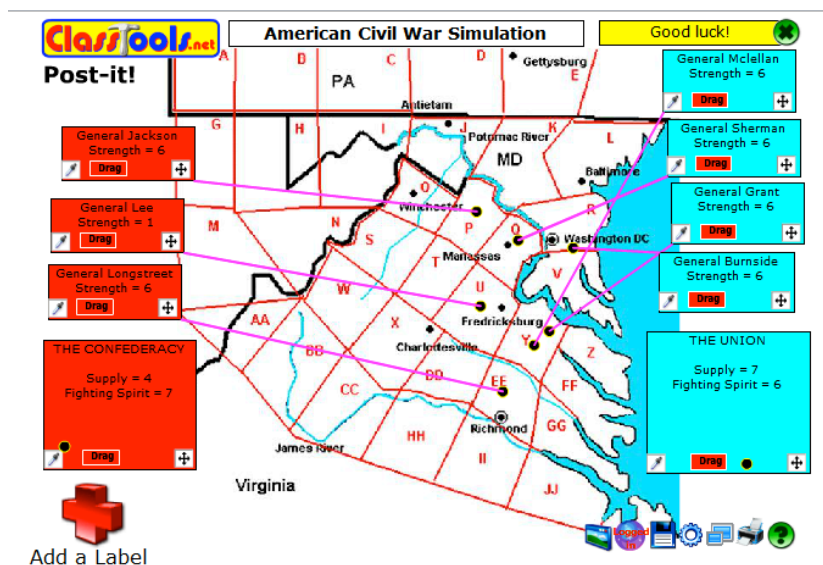 ClassTools.net
Post-it!
American Civil War Simulation
Good luck!
General Mclellan
Strength = 6
Drag
General Sherman
Strength = 6
Drag
General Grant
Strength = 6
Drag
General Burnside
Strength = 6
Drag
THE UNION
Supply = 7
Fighting Spirit = 6
Drag
General Jackson
Strength = 6
Drag
General Lee
Strength = 1
Drag
General Longstreet
Strength = 6
Drag
THE CONFEDERACY
Supply = 4
Fighting Spirit = 7
Drag
Add a Label
A
B
C
D
E
Gettysburg
PA
Antietam
G
H
I
J
K
L
Potomac River
MD
Baltimore
O
Winchester
M
N
S
P
Q
R
Washington DC
Manassas
T
V
W
U
Fredricksburg
AA
X
Y
Z
Charlottesville
BB
CC
DD
EE
FF
Richmond
GG
HH
II
JJ
James River
Virginia
Logged
in